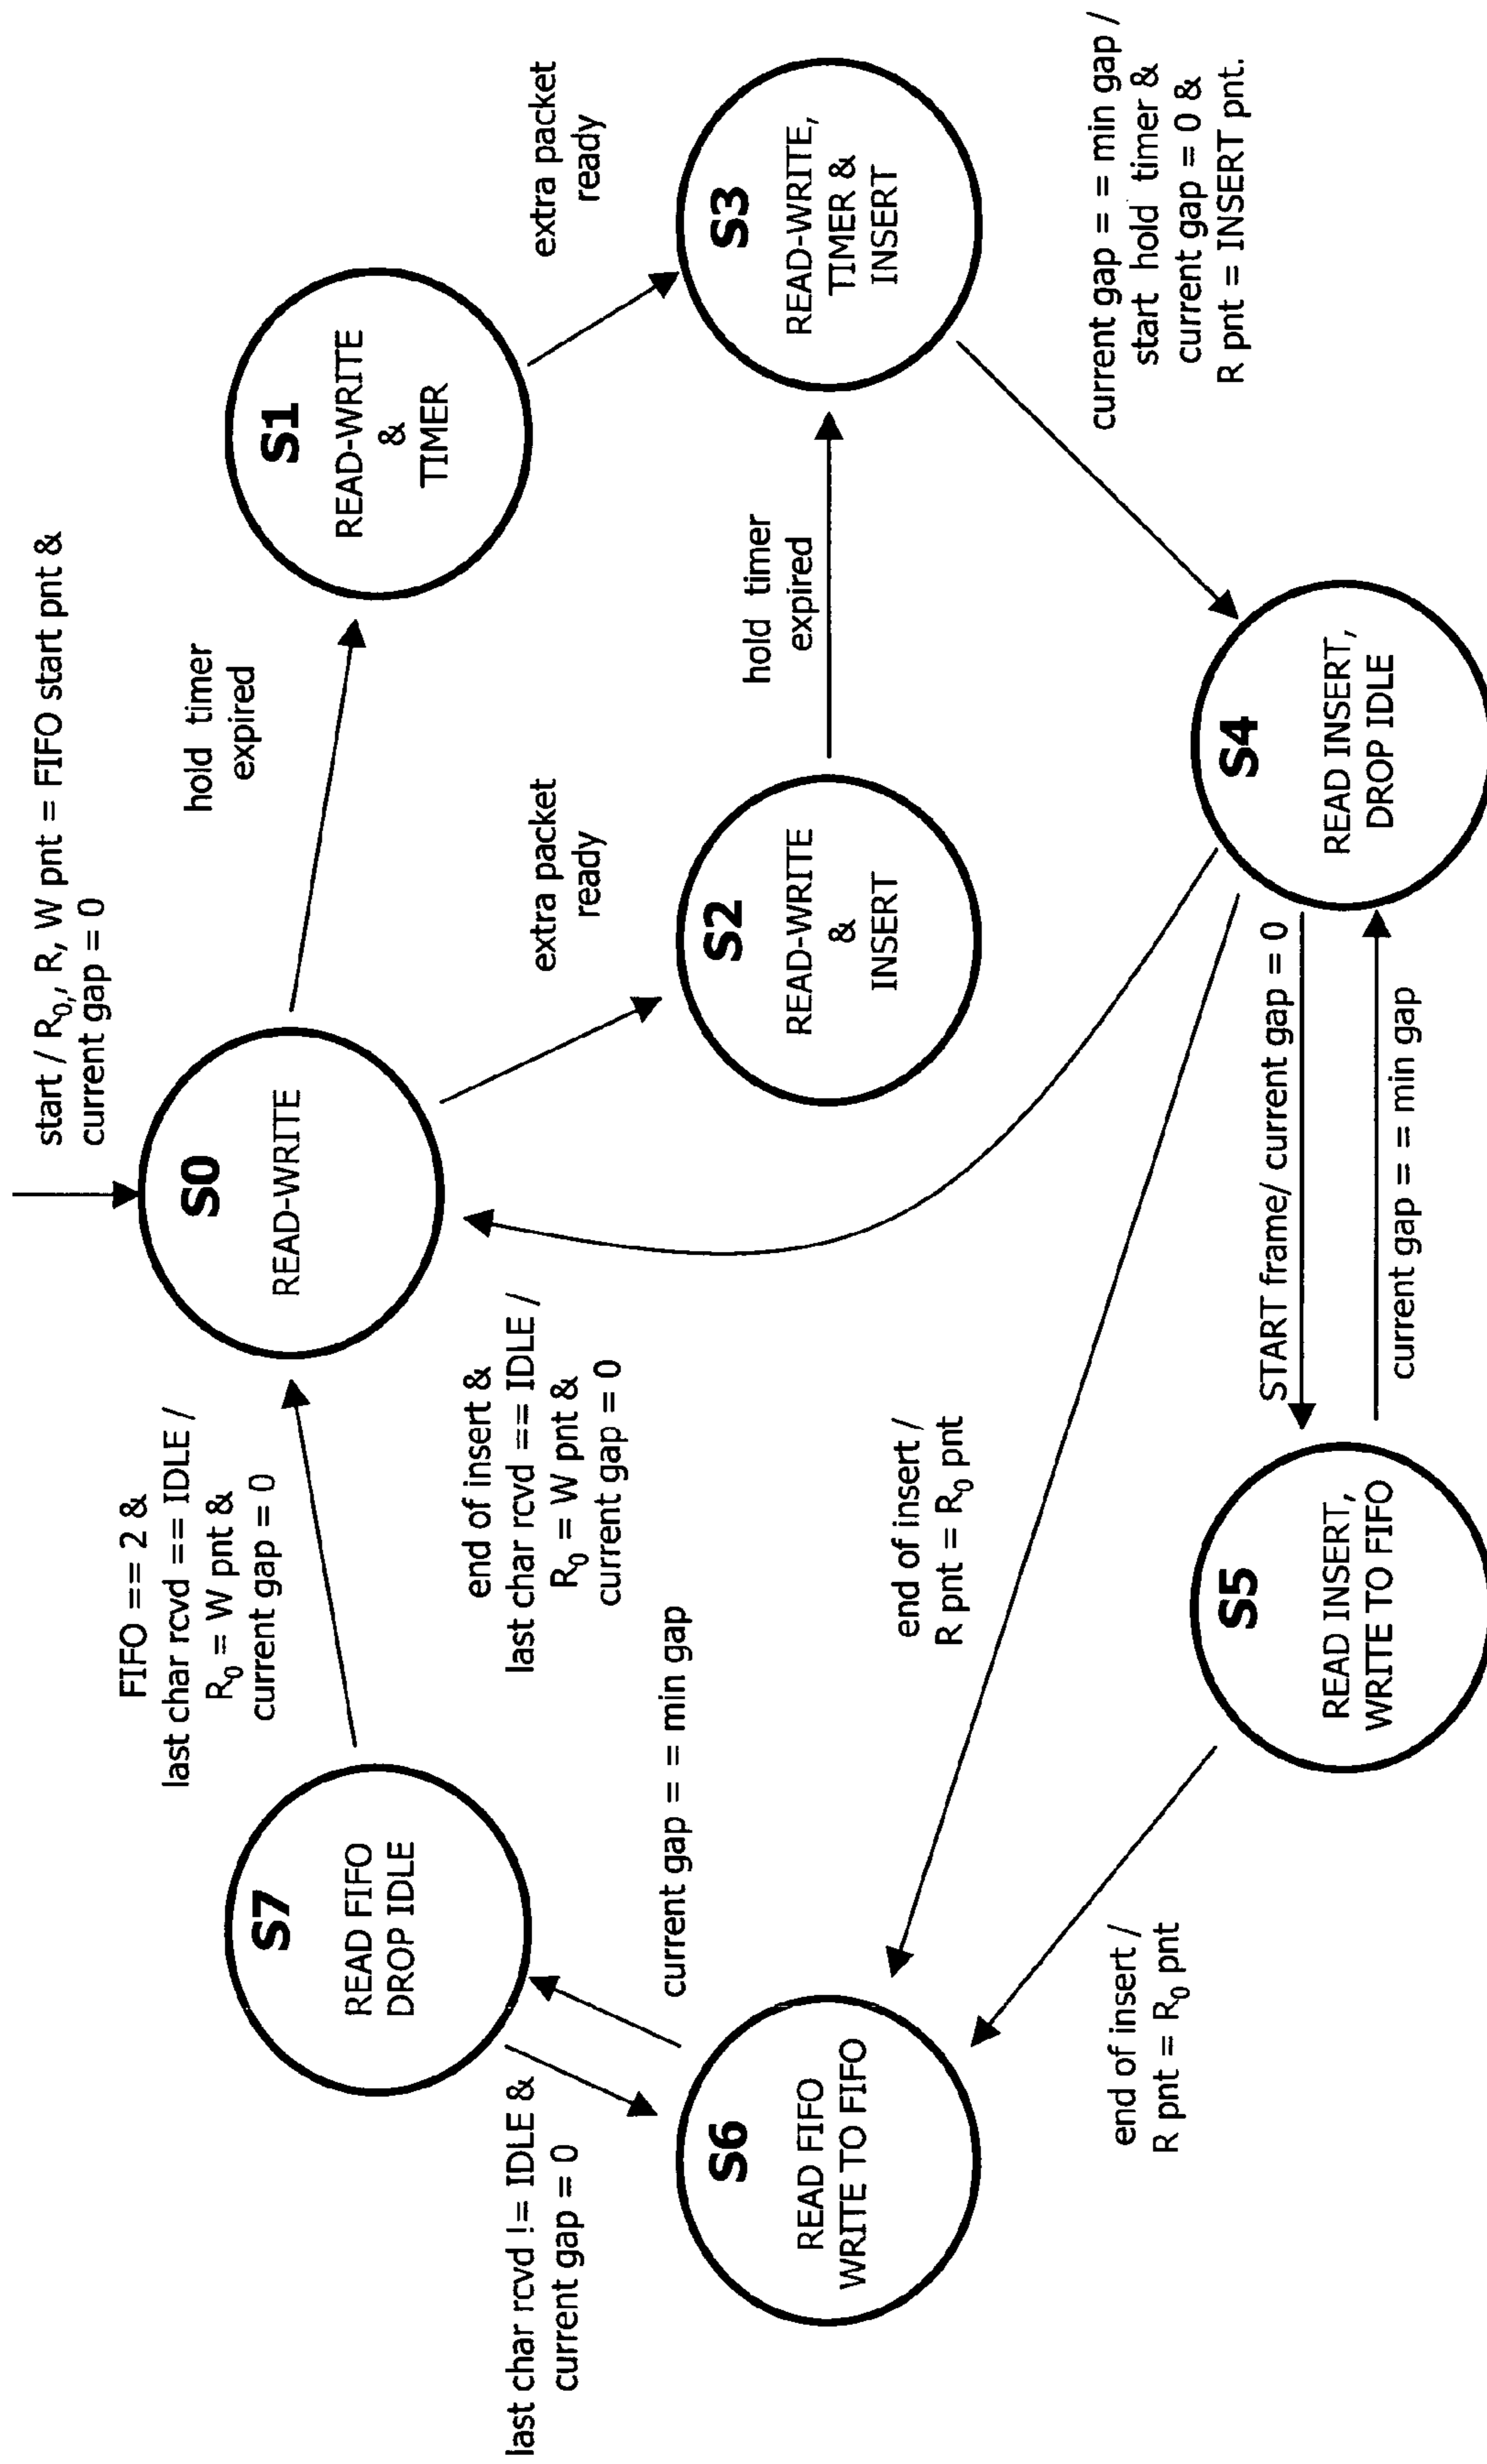 start / R0,, R, W pnt = FIFO start pnt &
current gap = 0
S0
READ-WRITE
hold timer
expired
S1
READ-WRITE
&
TIMER
extra packet
ready
S2
READ-WRITE
&
INSERT
hold timer
expired
extra packet
ready
S3
READ-WRITE,
TIMER &
INSERT
current gap = = min gap /
start hold timer &
current gap = 0 &
R pnt = INSERT pnt.
S4
READ INSERT,
DROP IDLE
START frame/ current gap = 0
current gap = = min gap
S5
READ INSERT,
WRITE TO FIFO
end of insert /
R pnt = R0 pnt
end of insert /
R pnt = R0 pnt
end of insert &
last char rcvd == IDLE /
R0 = W pnt &
current gap = 0
S6
READ FIFO
WRITE TO FIFO
current gap = = min gap
last char rcvd != IDLE &
current gap = 0
S7
READ FIFO
DROP IDLE
FIFO == 2 &
last char rcvd == IDLE /
R0 = W pnt &
current gap = 0